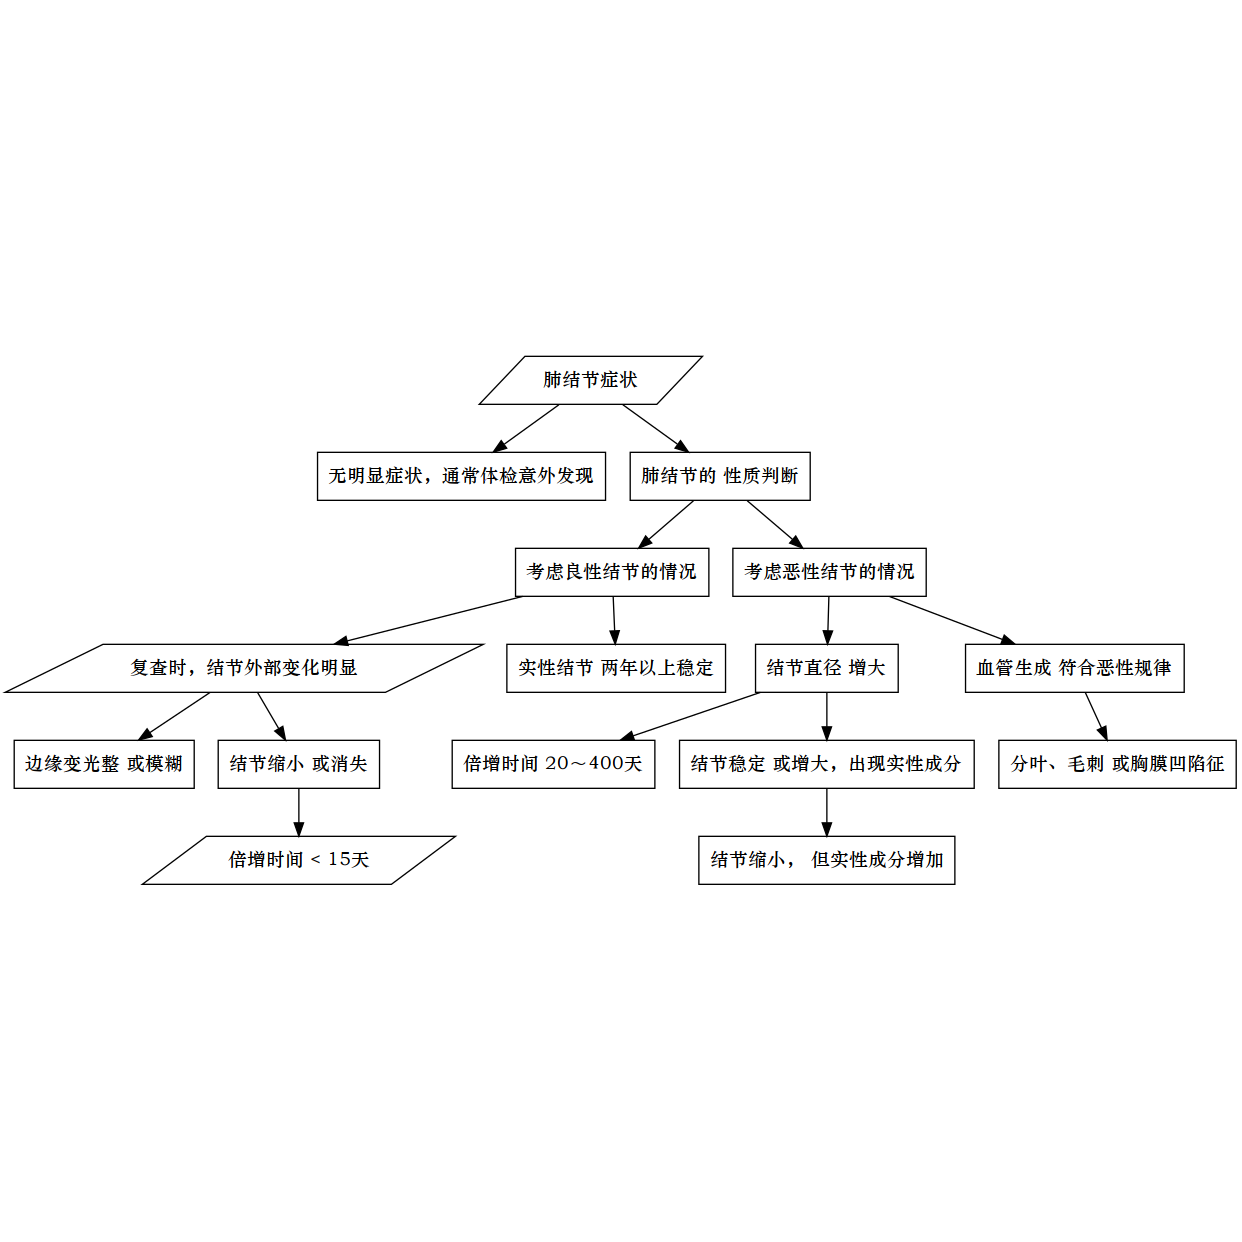 肺结节症状
无明显症状，通常体检意外发现
肺结节的 性质判断
考虑良性结节的情况
考虑恶性结节的情况
复查时，结节外部变化明显
实性结节 两年以上稳定
结节直径 增大
血管生成 符合恶性规律
边缘变光整 或模糊
结节缩小 或消失
倍增时间 20～400天
结节稳定 或增大，出现实性成分
分叶、毛刺 或胸膜凹陷征
倍增时间 < 15天
结节缩小， 但实性成分增加